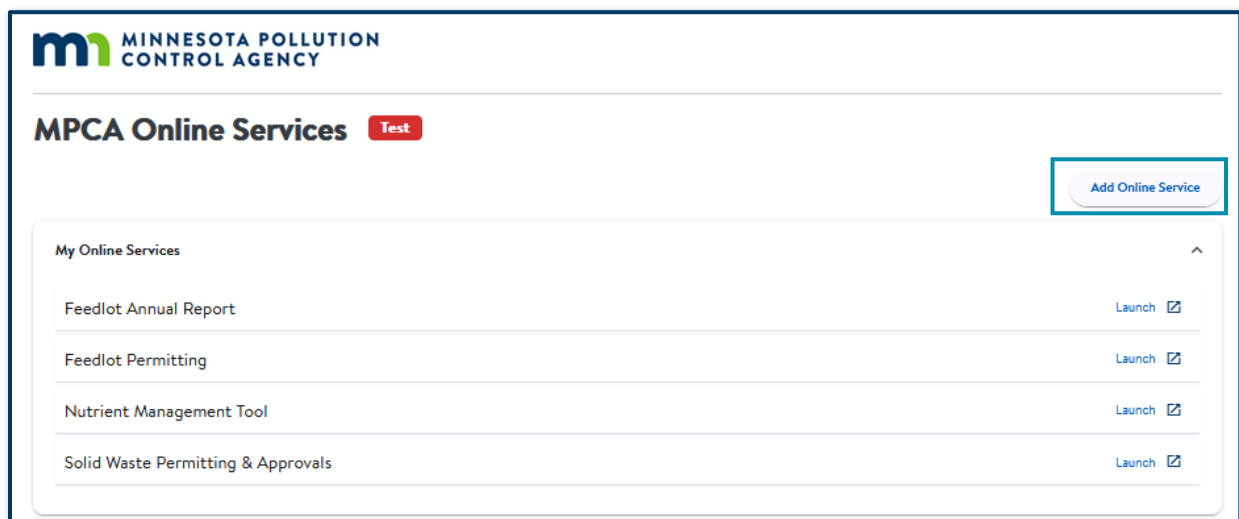 MINNESOTA POLLUTION
CONTROL AGENCY
MPCA Online Services Test
Add Online Service
My Online Services
Feedlot Annual Report Launch
Feedlot Permitting Launch
Nutrient Management Tool Launch
Solid Waste Permitting & Approvals Launch